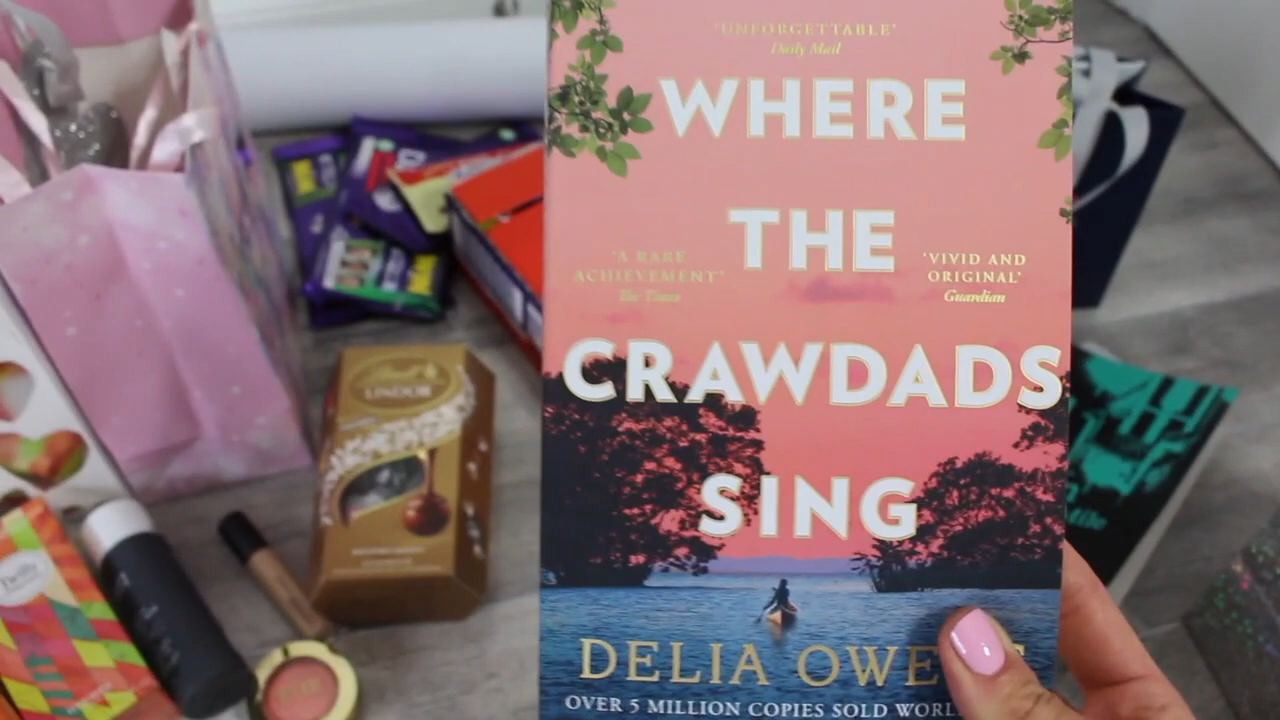 'UNFORGETTABLE'
Daily Mail
WHERE
THE
'A RARE
ACHIEVEMENT'
The Times
'VIVID AND
ORIGINAL'
Guardian
CRAWDADS
SING
DELIA OWE
OVER 5 MILLION COPIES SOLD WORL
LINDOR